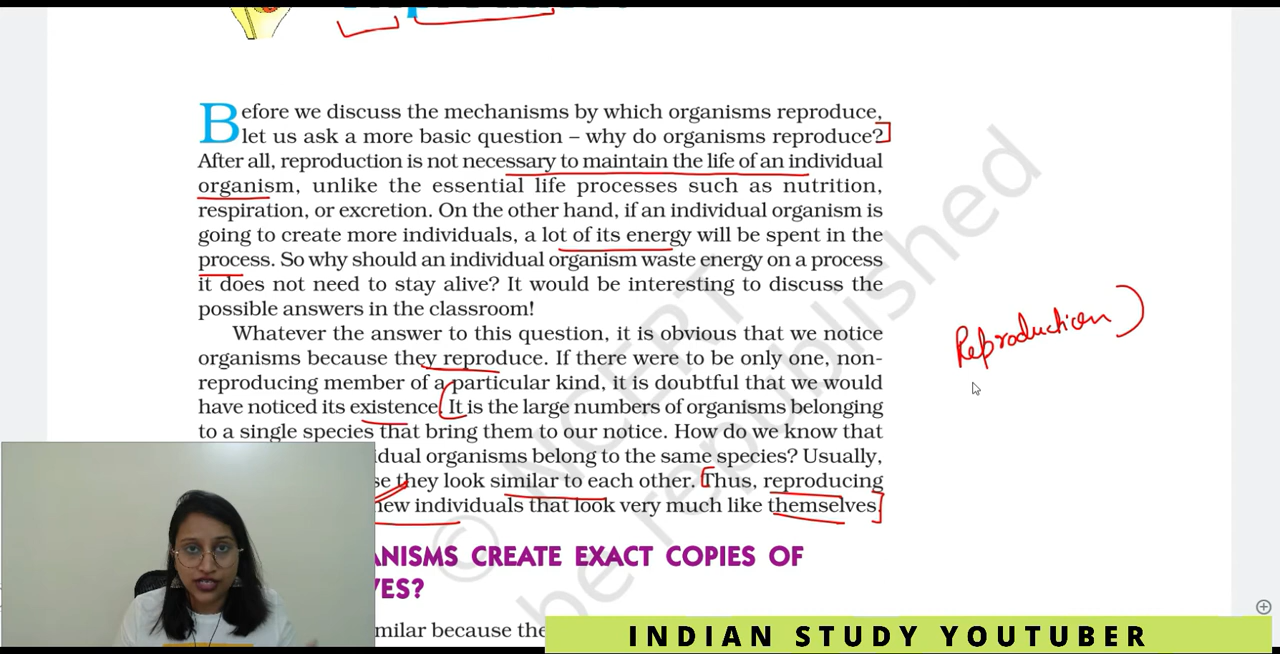 Before we discuss the mechanisms by which organisms reproduce,
let us ask a more basic question – why do organisms reproduce?
After all, reproduction is not necessary to maintain the life of an individual
organism, unlike the essential life processes such as nutrition,
respiration, or excretion. On the other hand, if an individual organism is
going to create more individuals, a lot of its energy will be spent in the
process. So why should an individual organism waste energy on a process
it does not need to stay alive? It would be interesting to discuss the
possible answers in the classroom!
Whatever the answer to this question, it is obvious that we notice
organisms because they reproduce. If there were to be only one, non-
reproducing member of a particular kind, it is doubtful that we would
have noticed its existence. It is the large numbers of organisms belonging
to a single species that bring them to our notice. How do we know that
idual organisms belong to the same species? Usually,
se they look similar to each other. Thus, reproducing
new individuals that look very much like themselves.
ANISMS CREATE EXACT COPIES OF
VES?
milar because the
Reproduction
© NCERT
be republished
INDIAN STUDY YOUTUBER